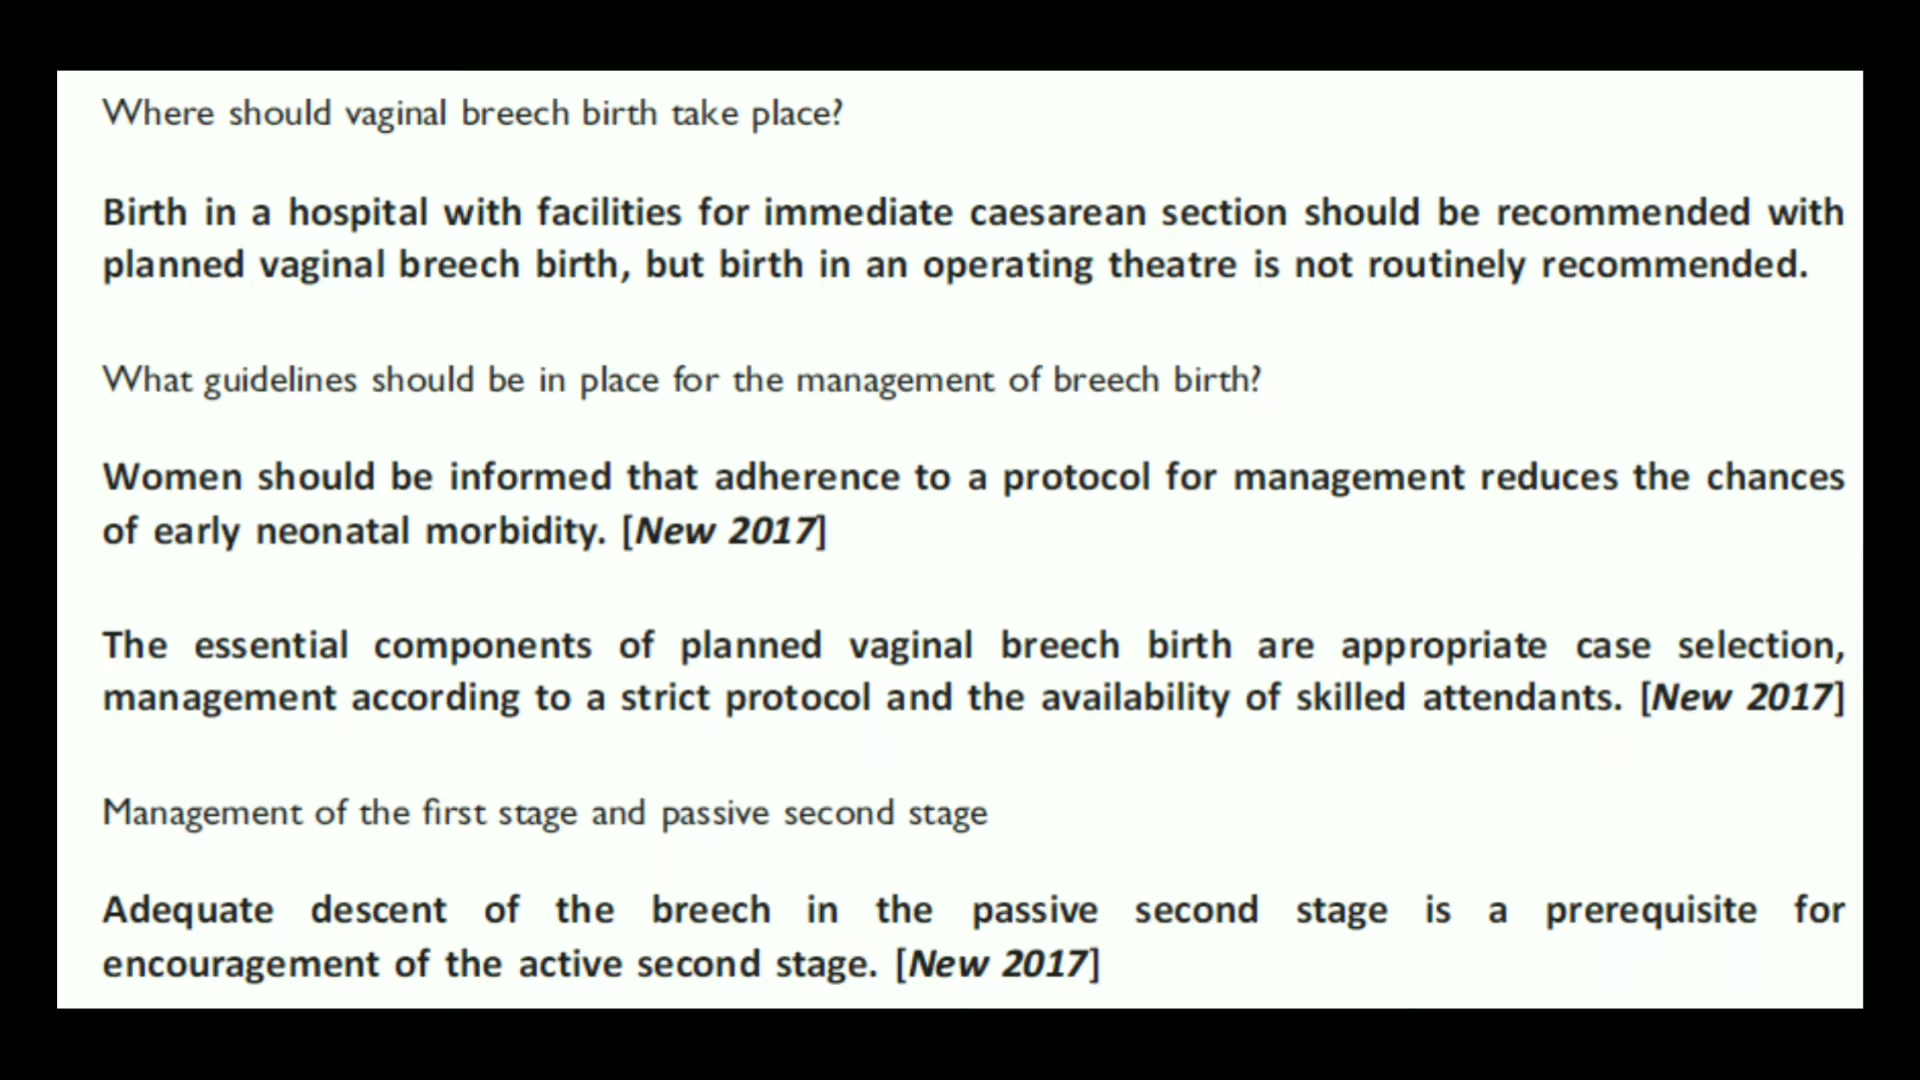 Where should vaginal breech birth take place?
Birth in a hospital with facilities for immediate caesarean section should be recommended with
planned vaginal breech birth, but birth in an operating theatre is not routinely recommended.
What guidelines should be in place for the management of breech birth?
Women should be informed that adherence to a protocol for management reduces the chances
of early neonatal morbidity. [New 2017]
The essential components of planned vaginal breech birth are appropriate case selection,
management according to a strict protocol and the availability of skilled attendants. [New 2017]
Management of the first stage and passive second stage
Adequate descent of the breech in the passive second stage is a prerequisite for
encouragement of the active second stage. [New 2017]